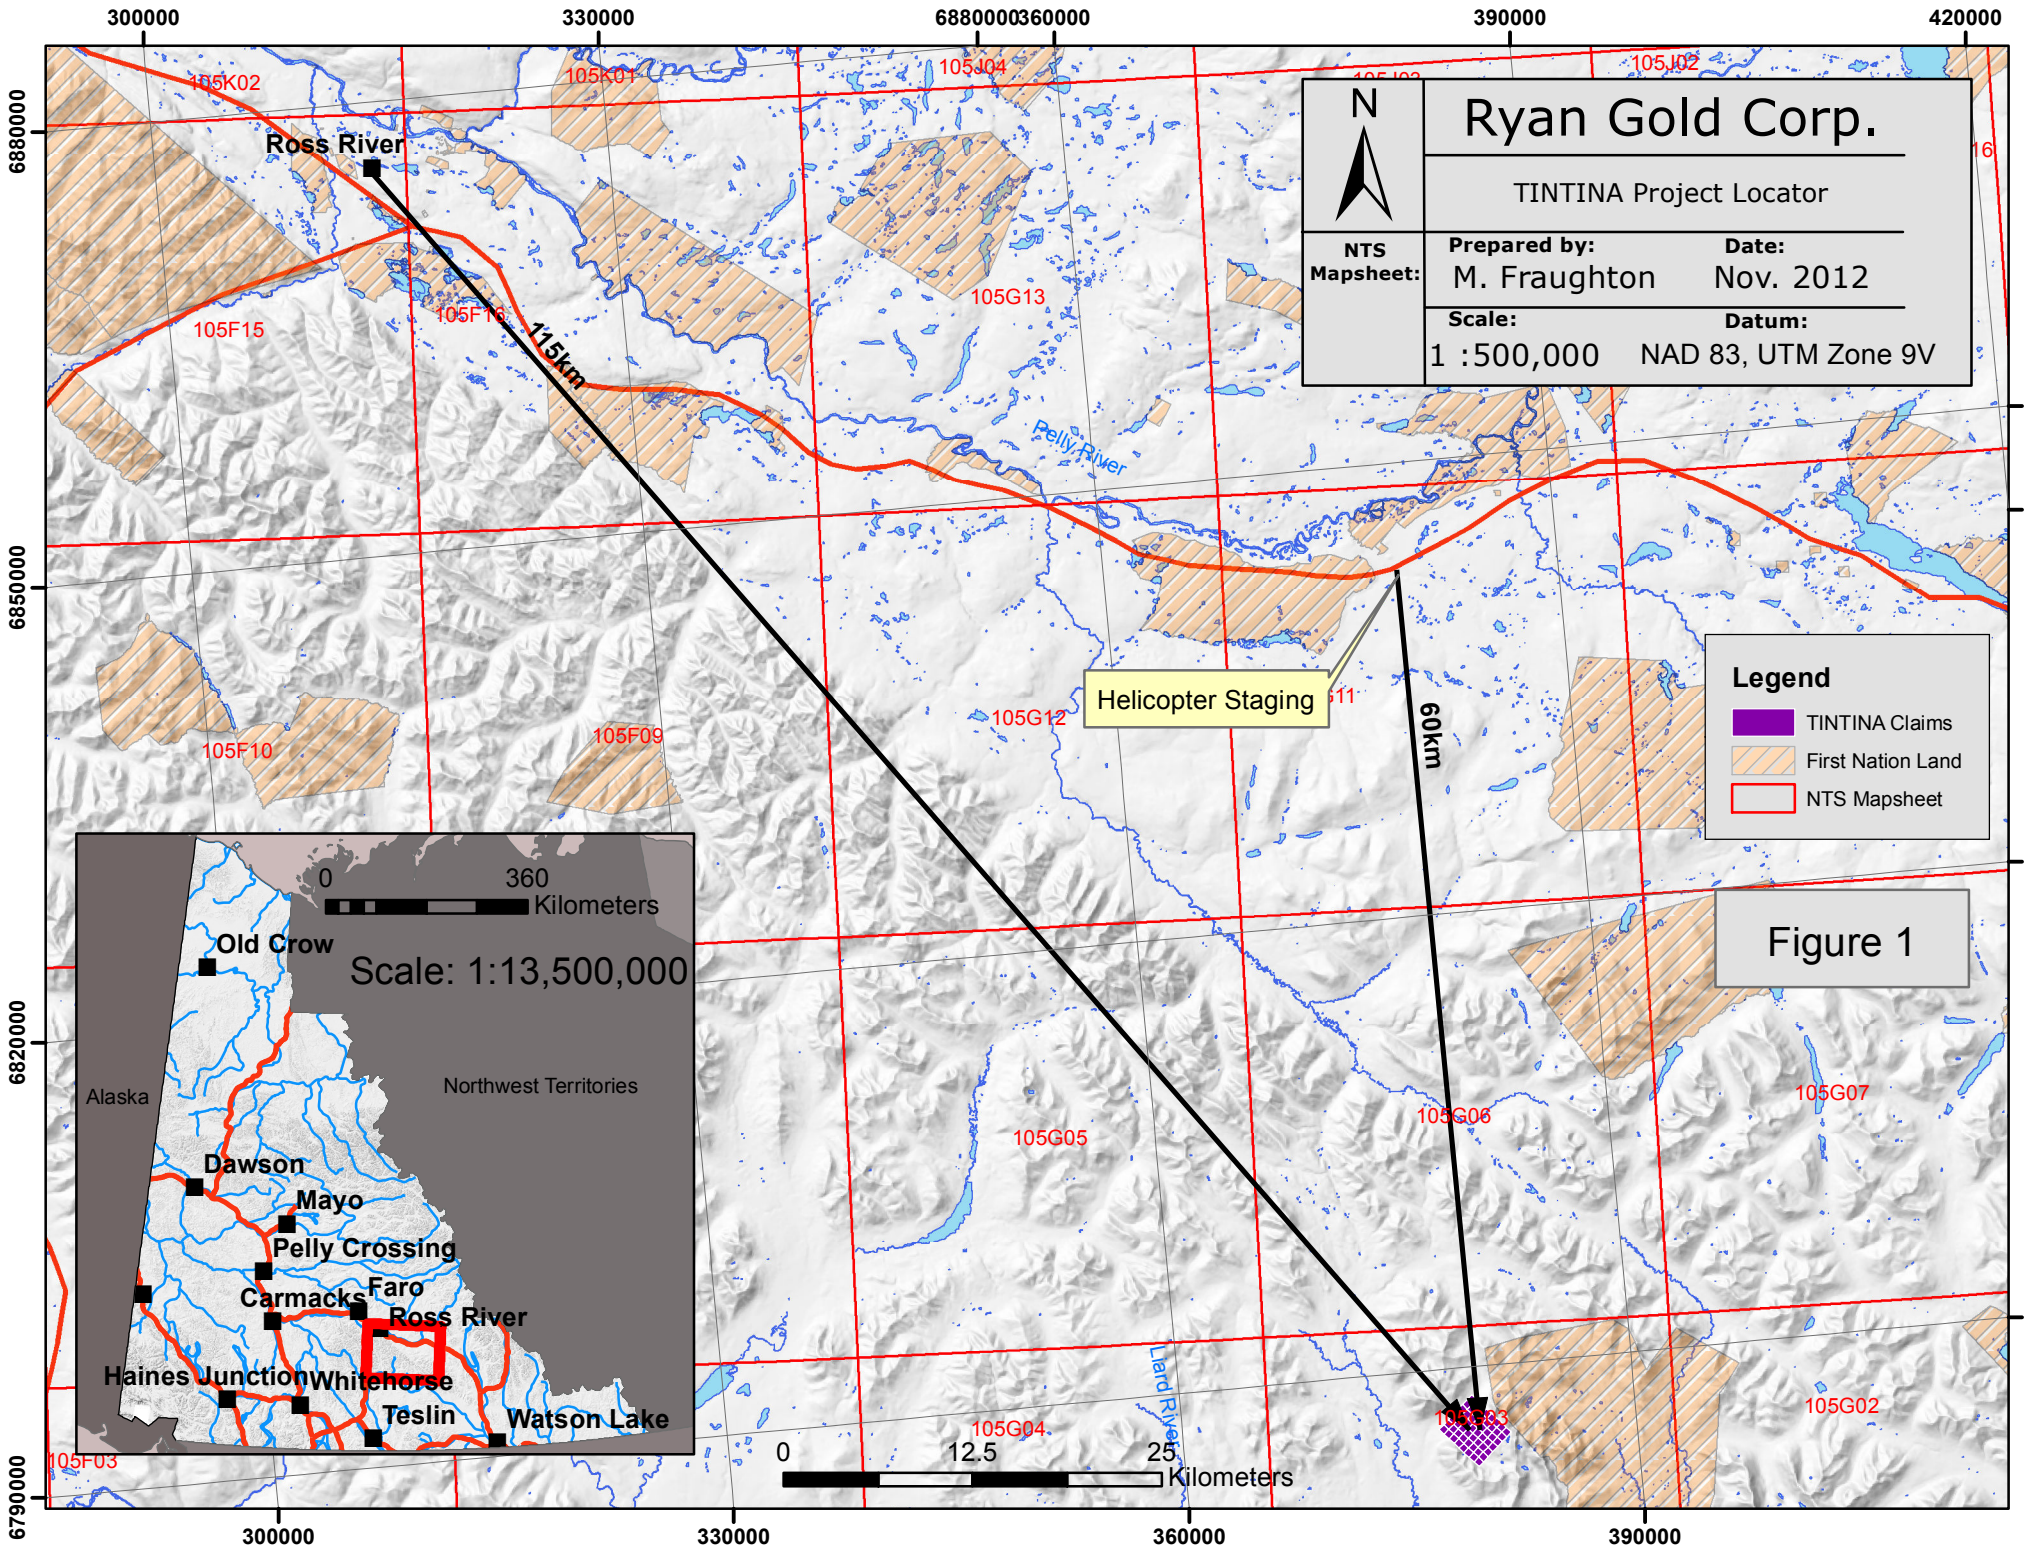 300000 330000 6880000 360000 390000 420000
6880000
6850000
6820000
6790000
105K02
105K01
105J04
105J02
Ross River
105G13
105F15
105F16
115km
Pelly River
N
Ryan Gold Corp.
TINTINA Project Locator
NTS
Mapsheet:
Prepared by:
M. Fraughton
Date:
Nov. 2012
Scale:
1 :500,000
Datum:
NAD 83, UTM Zone 9V
16
Helicopter Staging
G11
105G12
60km
105F10
105F09
Legend
TINTINA Claims
First Nation Land
NTS Mapsheet
Figure 1
0 360
Kilometers
Scale: 1:13,500,000
Old Crow
Alaska
Northwest Territories
Dawson
Mayo
Pelly Crossing
Faro
Carmacks
Ross River
Haines Junction
Whitehorse
Teslin
Watson Lake
105G05
105G06
105G07
105G04
105G03
105G02
Liard River
105F03
0 12.5 25
Kilometers
300000 330000 360000 390000